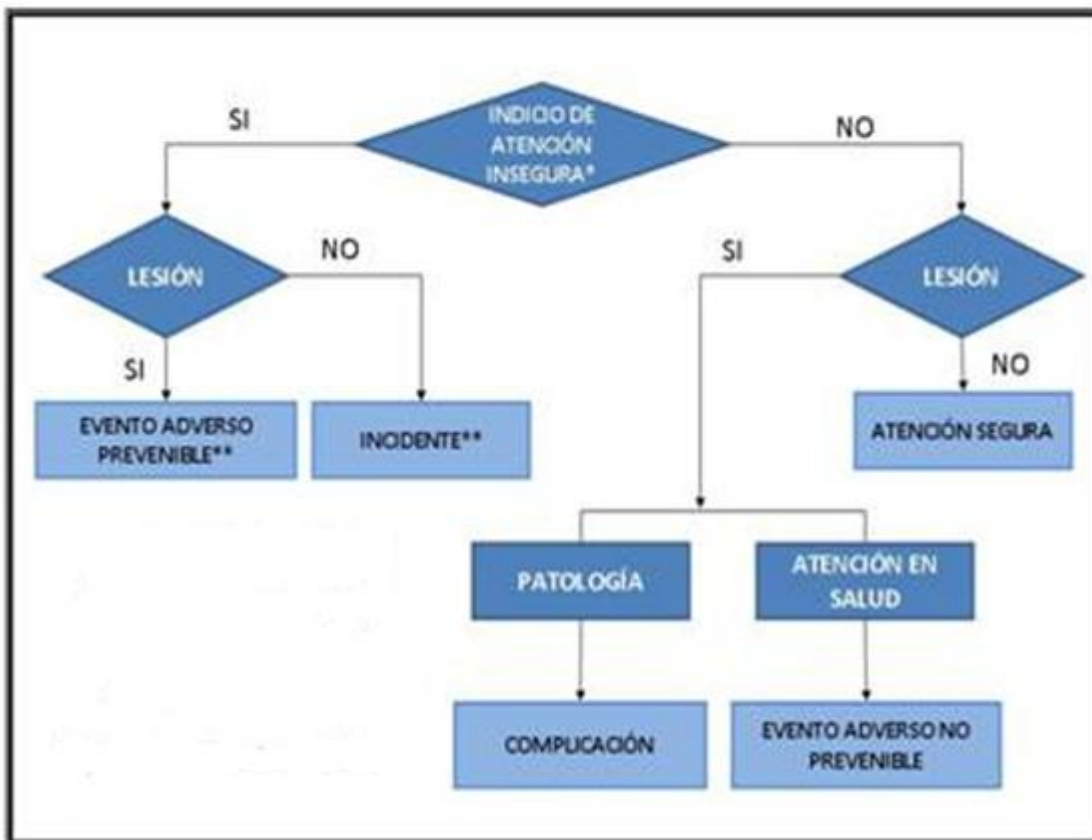 INDICIO DE
ATENCIÓN
INSEGURA*
SI
NO
LESIÓN
NO
SI
LESIÓN
SI
NO
EVENTO ADVERSO
PREVENIBLE**
INCIDENTE**
ATENCIÓN SEGURA
PATOLOGÍA
ATENCIÓN EN
SALUD
COMPLICACIÓN
EVENTO ADVERSO NO
PREVENIBLE